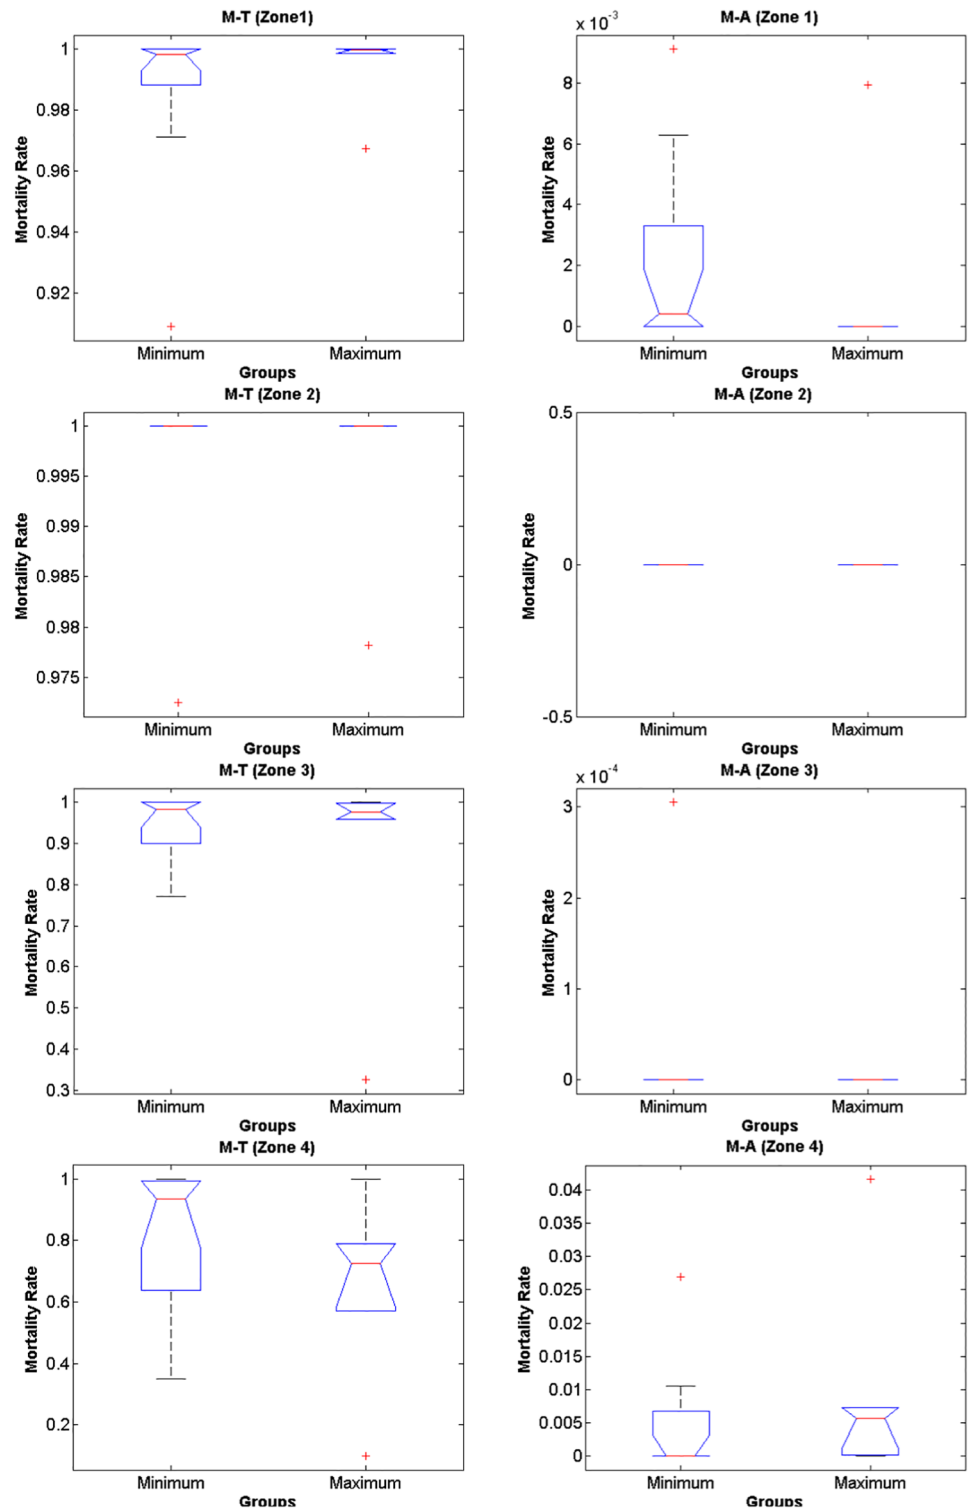 M-T (Zone1)
1
0.98
0.96
0.94
0.92
Mortality Rate
Minimum
Maximum
Groups
M-A (Zone 1)
x 10-3
8
6
4
2
0
Mortality Rate
Minimum
Maximum
Groups
M-T (Zone 2)
1
0.995
0.99
0.985
0.98
0.975
Mortality Rate
Minimum
Maximum
Groups
M-A (Zone 2)
0.5
0
-0.5
Mortality Rate
Minimum
Maximum
Groups
M-T (Zone 3)
1
0.9
0.8
0.7
0.6
0.5
0.4
0.3
Mortality Rate
Minimum
Maximum
Groups
M-A (Zone 3)
x 10-4
3
2
1
0
Mortality Rate
Minimum
Maximum
Groups
M-T (Zone 4)
1
0.8
0.6
0.4
0.2
Mortality Rate
Minimum
Maximum
Groups
M-A (Zone 4)
0.04
0.035
0.03
0.025
0.02
0.015
0.01
0.005
0
Mortality Rate
Minimum
Maximum
Groups